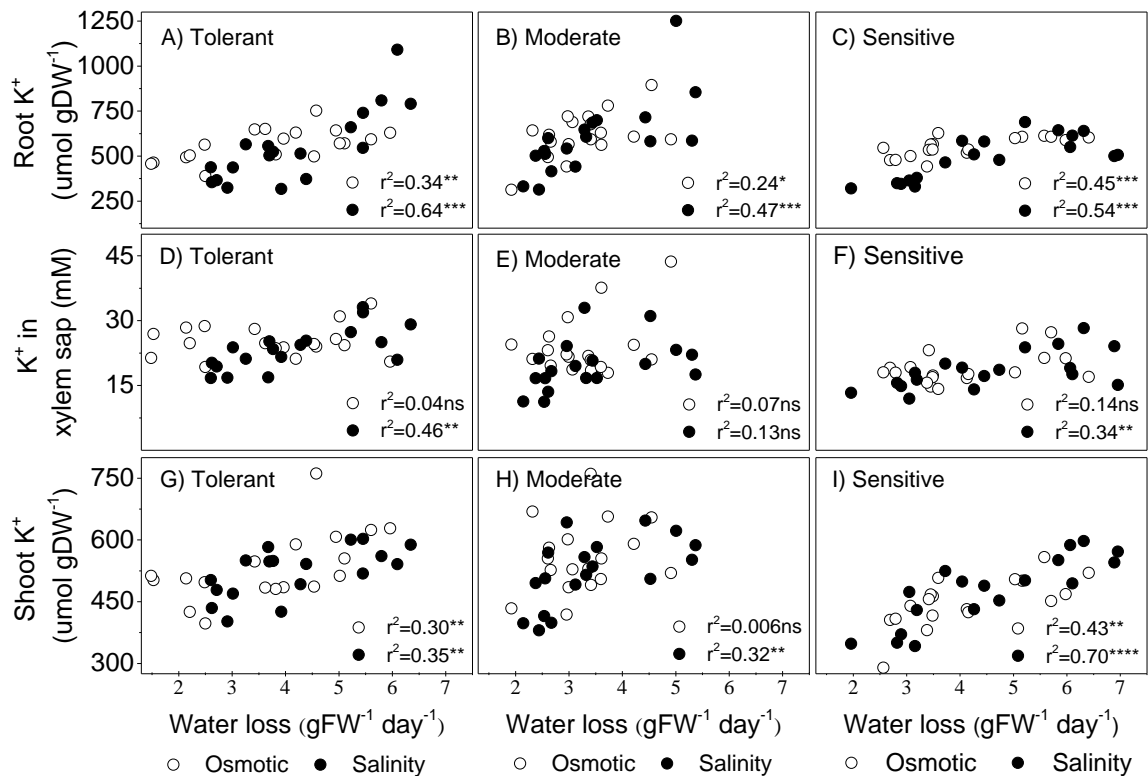 A) Tolerant
B) Moderate
C) Sensitive
Root K⁺
(umol gDW⁻¹)
1250
1000
750
500
250
○ r²=0.34**
● r²=0.64***
○ r²=0.24*
● r²=0.47***
○ r²=0.45***
● r²=0.54***
D) Tolerant
E) Moderate
F) Sensitive
K⁺ in
xylem sap (mM)
45
30
15
○ r²=0.04ns
● r²=0.46**
○ r²=0.07ns
● r²=0.13ns
○ r²=0.14ns
● r²=0.34**
G) Tolerant
H) Moderate
I) Sensitive
Shoot K⁺
(umol gDW⁻¹)
750
600
450
300
○ r²=0.30**
● r²=0.35**
○ r²=0.006ns
● r²=0.32**
○ r²=0.43**
● r²=0.70****
2 3 4 5 6 7
2 3 4 5 6 7
2 3 4 5 6 7
Water loss (gFW⁻¹ day⁻¹)
Water loss (gFW⁻¹ day⁻¹)
Water loss (gFW⁻¹ day⁻¹)
○ Osmotic ● Salinity
○ Osmotic ● Salinity
○ Osmotic ● Salinity